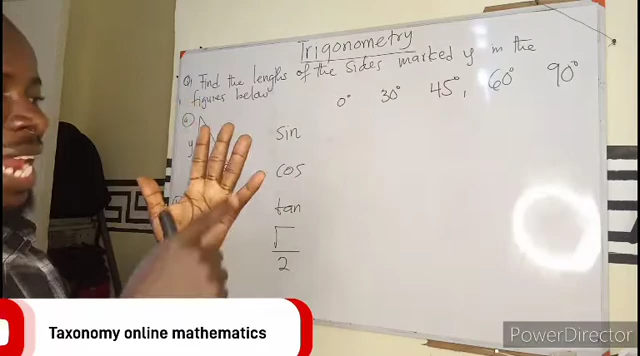 Trigonometry
Q1 Find the lengths of the sides marked y in the
figures below
0° 30° 45°, 60° 90°
a
y
sin
cos
tan
√
2
Taxonomy online mathematics
PowerDirector